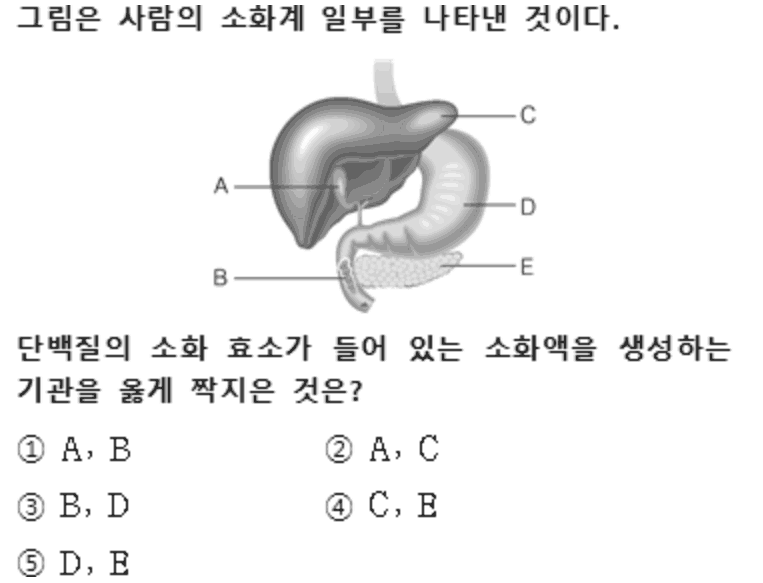 그림은 사람의 소화계 일부를 나타낸 것이다.
C
A
D
E
B
단백질의 소화 효소가 들어 있는 소화액을 생성하는
기관을 옳게 짝지은 것은?
① A, B ② A, C
③ B, D ④ C, E
⑤ D, E